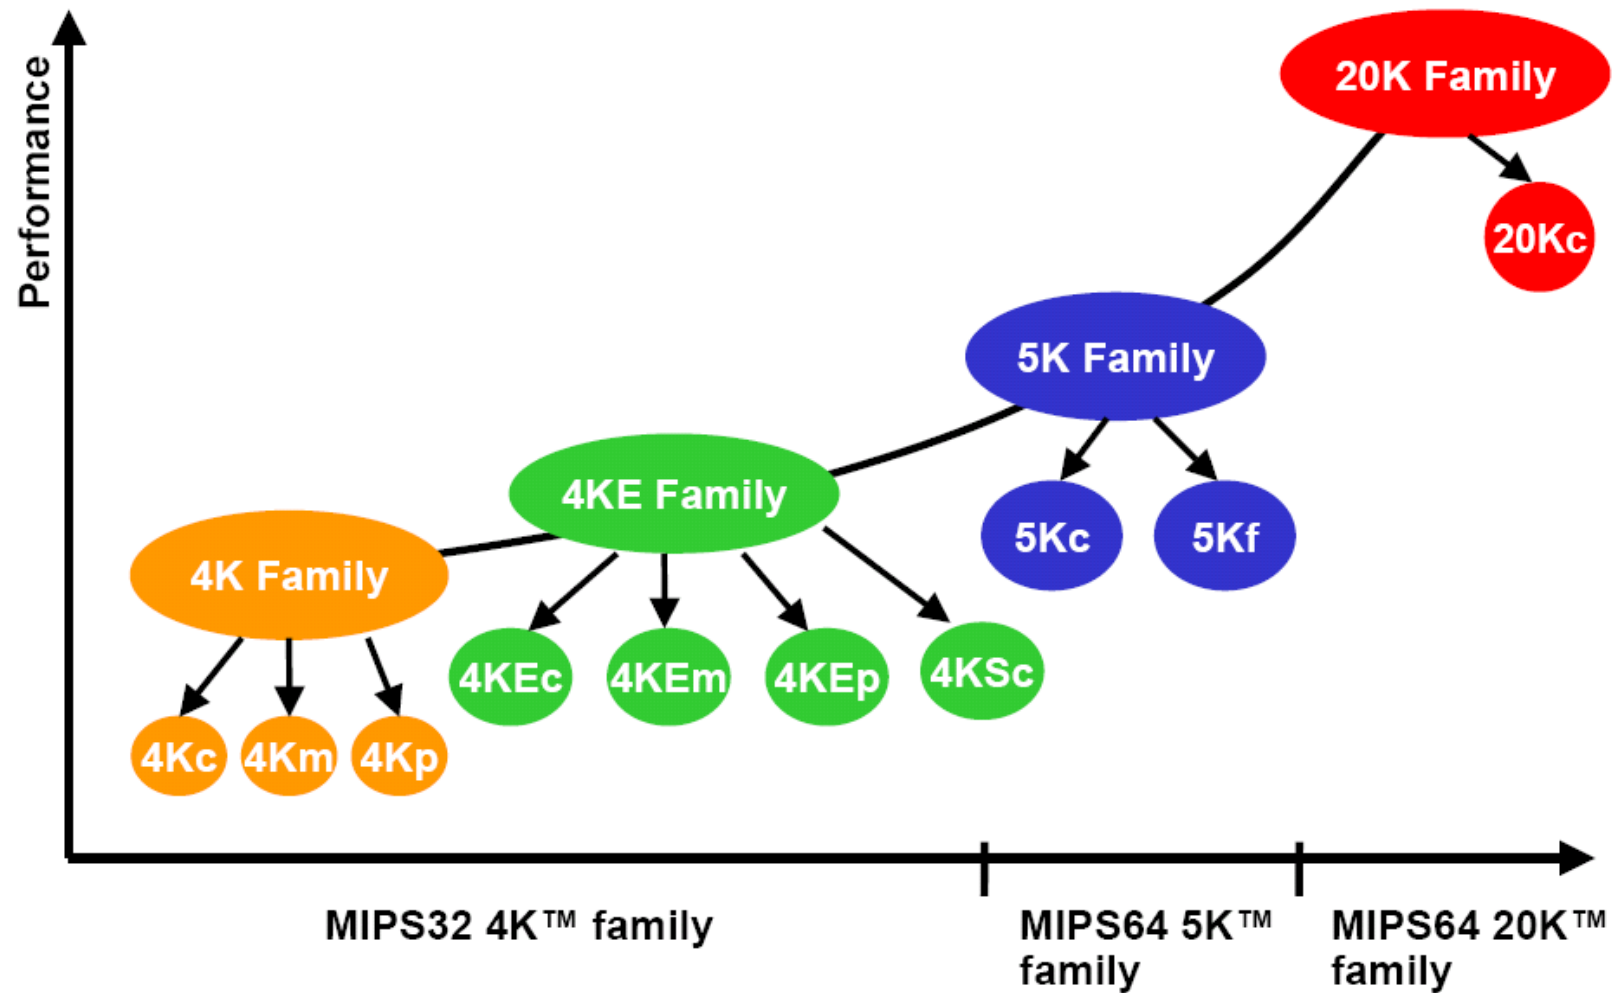 Performance
20K Family
20Kc
5K Family
5Kc
5Kf
4KE Family
4KEc
4KEm
4KEp
4KSc
4K Family
4Kc
4Km
4Kp
MIPS32 4K™ family
MIPS64 5K™
family
MIPS64 20K™
family